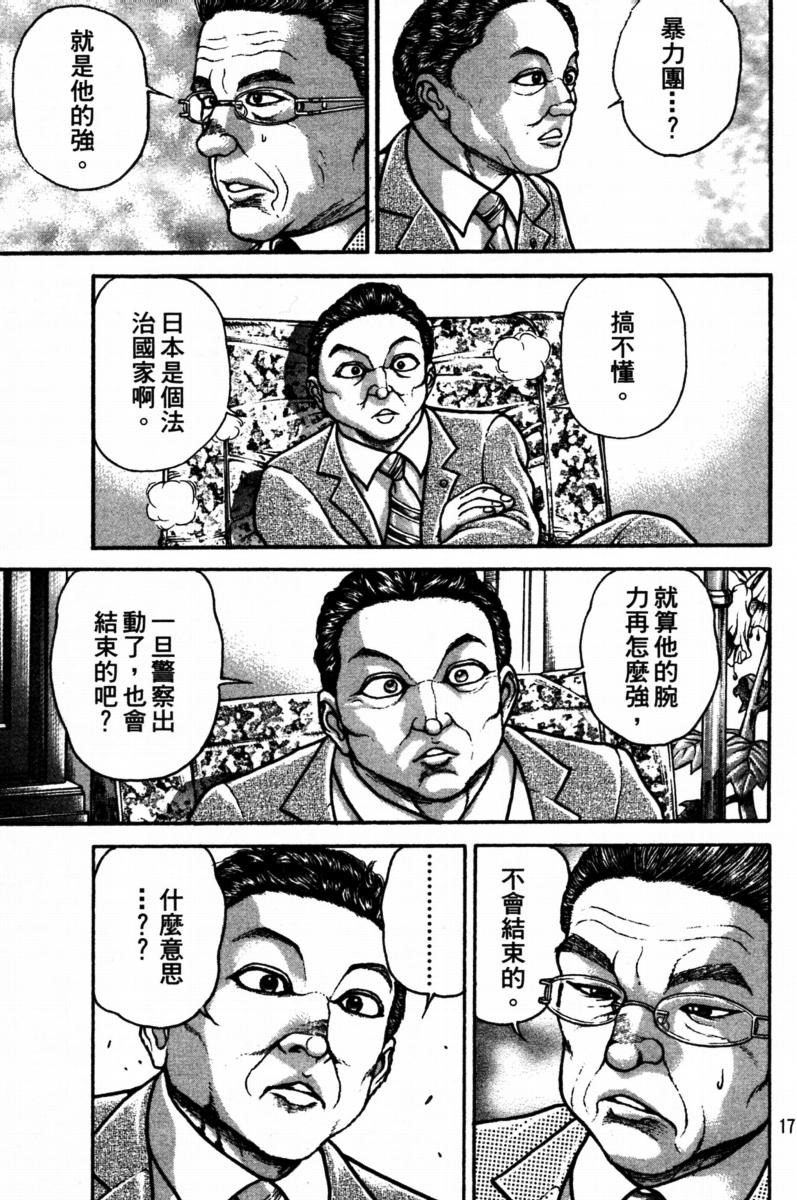 暴力團…?
就是他的強。
搞不懂。
日本是個法
治國家啊。
就算他的腕
力再怎麼強，
一旦警察出
動了，也會
結束的吧?
不會結束的。
………
什麼意思
…??
17